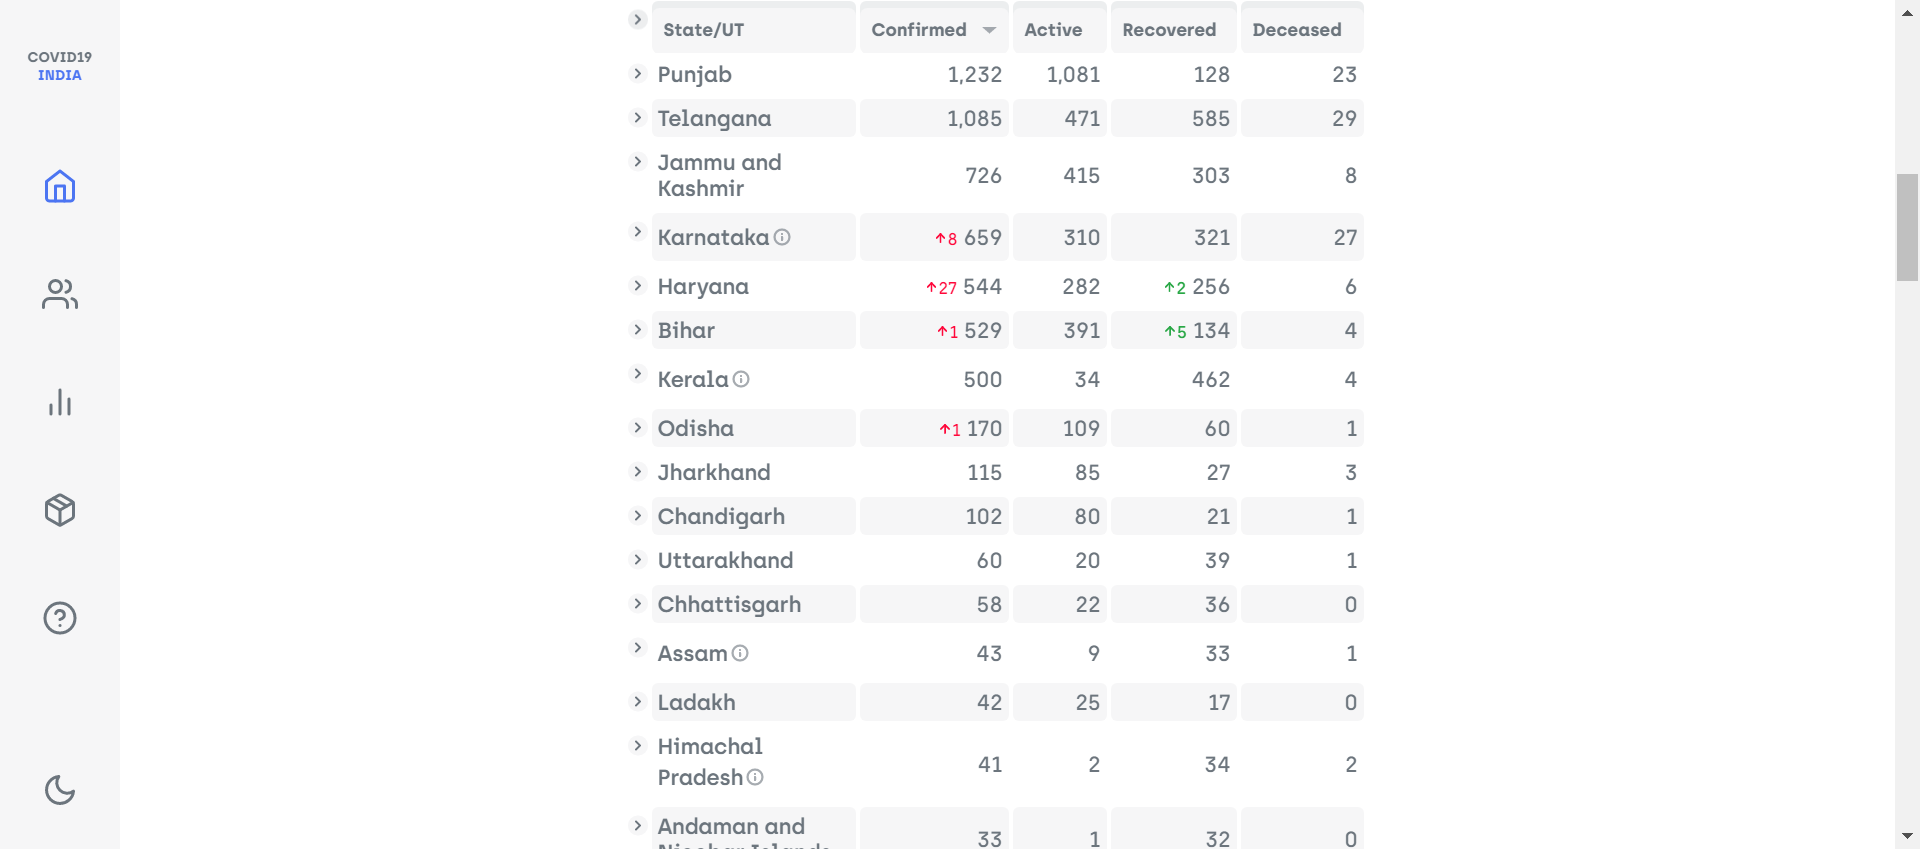 COVID19
INDIA
State/UT Confirmed Active Recovered Deceased
Punjab 1,232 1,081 128 23
Telangana 1,085 471 585 29
Jammu and
Kashmir 726 415 303 8
Karnataka ↑8 659 310 321 27
Haryana ↑27 544 282 ↑2 256 6
Bihar ↑1 529 391 ↑5 134 4
Kerala 500 34 462 4
Odisha ↑1 170 109 60 1
Jharkhand 115 85 27 3
Chandigarh 102 80 21 1
Uttarakhand 60 20 39 1
Chhattisgarh 58 22 36 0
Assam 43 9 33 1
Ladakh 42 25 17 0
Himachal
Pradesh 41 2 34 2
Andaman and
33 1 32 0